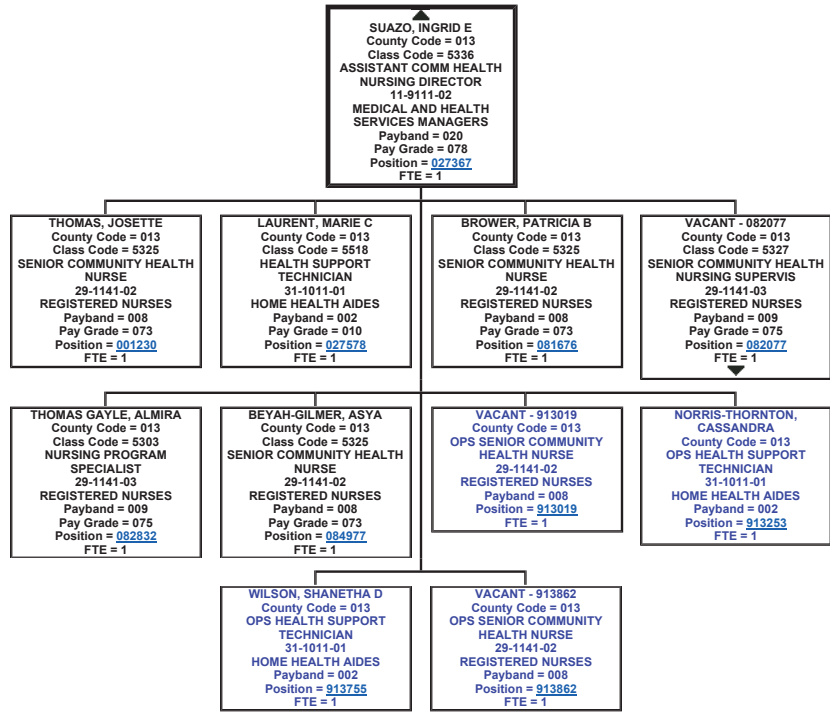 SUAZO, INGRID E
County Code = 013
Class Code = 5336
ASSISTANT COMM HEALTH
NURSING DIRECTOR
11-9111-02
MEDICAL AND HEALTH
SERVICES MANAGERS
Payband = 020
Pay Grade = 078
Position = 027367
FTE = 1
THOMAS, JOSETTE
County Code = 013
Class Code = 5325
SENIOR COMMUNITY HEALTH
NURSE
29-1141-02
REGISTERED NURSES
Payband = 008
Pay Grade = 073
Position = 001230
FTE = 1
LAURENT, MARIE C
County Code = 013
Class Code = 5518
HEALTH SUPPORT
TECHNICIAN
31-1011-01
HOME HEALTH AIDES
Payband = 002
Pay Grade = 010
Position = 027578
FTE = 1
BROWER, PATRICIA B
County Code = 013
Class Code = 5325
SENIOR COMMUNITY HEALTH
NURSE
29-1141-02
REGISTERED NURSES
Payband = 008
Pay Grade = 073
Position = 081676
FTE = 1
VACANT - 082077
County Code = 013
Class Code = 5327
SENIOR COMMUNITY HEALTH
NURSING SUPERVIS
29-1141-03
REGISTERED NURSES
Payband = 009
Pay Grade = 075
Position = 082077
FTE = 1
THOMAS GAYLE, ALMIRA
County Code = 013
Class Code = 5303
NURSING PROGRAM
SPECIALIST
29-1141-03
REGISTERED NURSES
Payband = 009
Pay Grade = 075
Position = 082832
FTE = 1
BEYAH-GILMER, ASYA
County Code = 013
Class Code = 5325
SENIOR COMMUNITY HEALTH
NURSE
29-1141-02
REGISTERED NURSES
Payband = 008
Pay Grade = 073
Position = 084977
FTE = 1
VACANT - 913019
County Code = 013
OPS SENIOR COMMUNITY
HEALTH NURSE
29-1141-02
REGISTERED NURSES
Payband = 008
Position = 913019
FTE = 1
NORRIS-THORNTON,
CASSANDRA
County Code = 013
OPS HEALTH SUPPORT
TECHNICIAN
31-1011-01
HOME HEALTH AIDES
Payband = 002
Position = 913253
FTE = 1
WILSON, SHANETHA D
County Code = 013
OPS HEALTH SUPPORT
TECHNICIAN
31-1011-01
HOME HEALTH AIDES
Payband = 002
Position = 913755
FTE = 1
VACANT - 913862
County Code = 013
OPS SENIOR COMMUNITY
HEALTH NURSE
29-1141-02
REGISTERED NURSES
Payband = 008
Position = 913862
FTE = 1